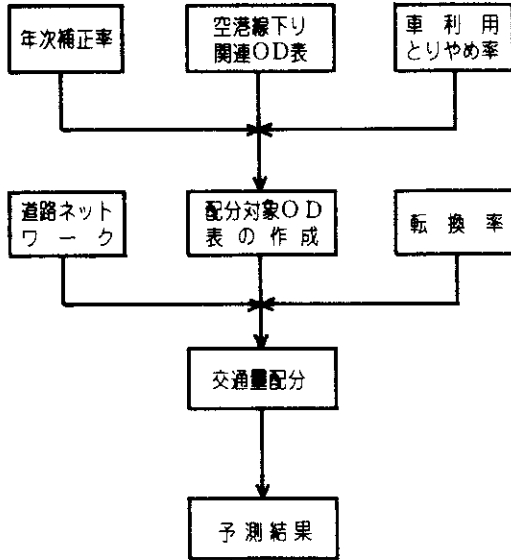 年次補正率
空港線下り
関連OD表
車利用
とりやめ率
道路ネット
ワーク
配分対象OD
表の作成
転換率
交通量配分
予測結果